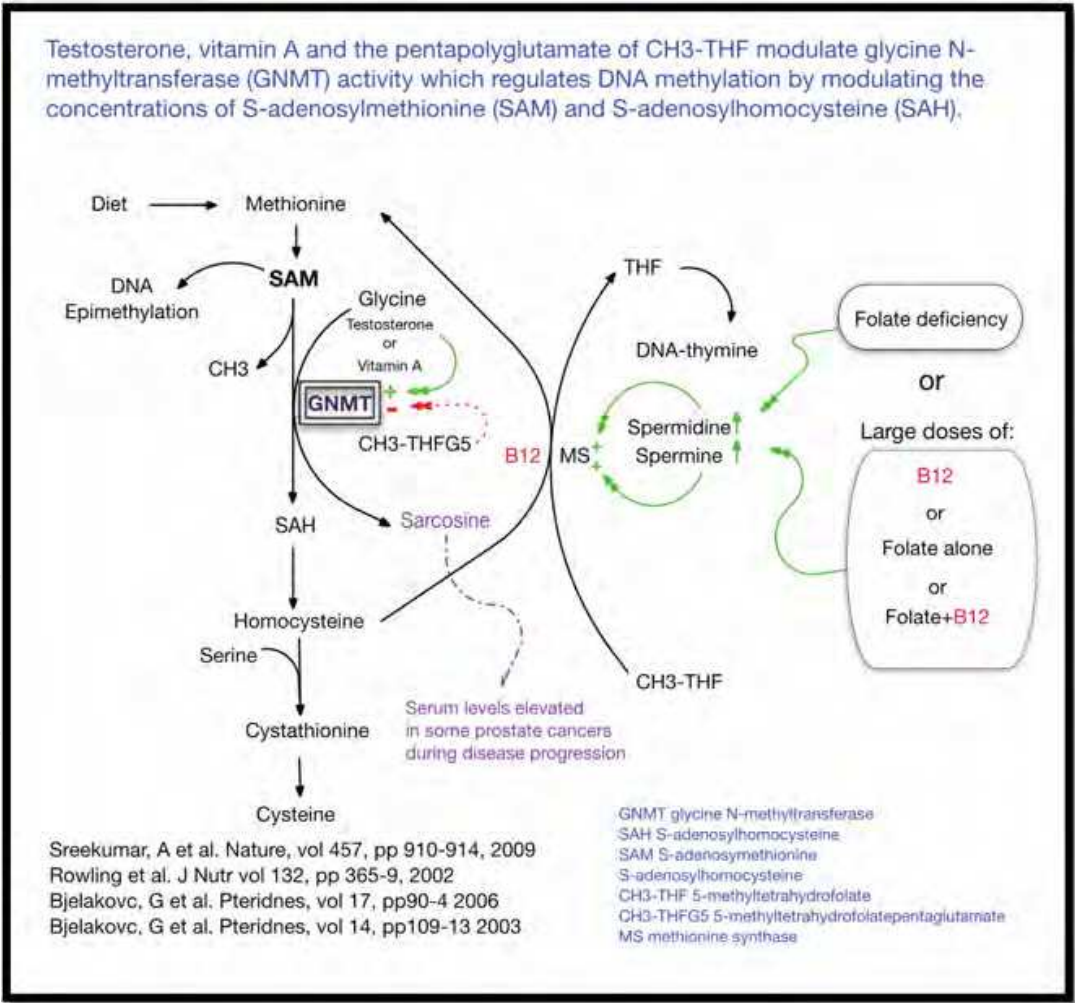 Testosterone, vitamin A and the pentapolyglutamate of CH3-THF modulate glycine N-
methyltransferase (GNMT) activity which regulates DNA methylation by modulating the
concentrations of S-adenosylmethionine (SAM) and S-adenosylhomocysteine (SAH).
Diet
Methionine
THF
SAM
DNA
Epimethylation
Glycine
Testosterone
or
Vitamin A
CH3
GNMT
+
-
CH3-THFG5
DNA-thymine
Folate deficiency
or
Large doses of:
B12
or
Folate alone
or
Folate+B12
B12
MS
+
+
Spermidine
Spermine
SAH
Sarcosine
Homocysteine
Serine
CH3-THF
Serum levels elevated
in some prostate cancers
during disease progression
Cystathionine
Cysteine
Sreekumar, A et al. Nature, vol 457, pp 910-914, 2009
Rowling et al. J Nutr vol 132, pp 365-9, 2002
Bjelakovc, G et al. Pteridnes, vol 17, pp90-4 2006
Bjelakovc, G et al. Pteridnes, vol 14, pp109-13 2003
GNMT glycine N-methyltransferase
SAH S-adenosylhomocysteine
SAM S-adenosymethionine
S-adenosylhomocysteine
CH3-THF 5-methyltetrahydrofolate
CH3-THFG5 5-methyltetrahydrofolatepentaglutamate
MS methionine synthase